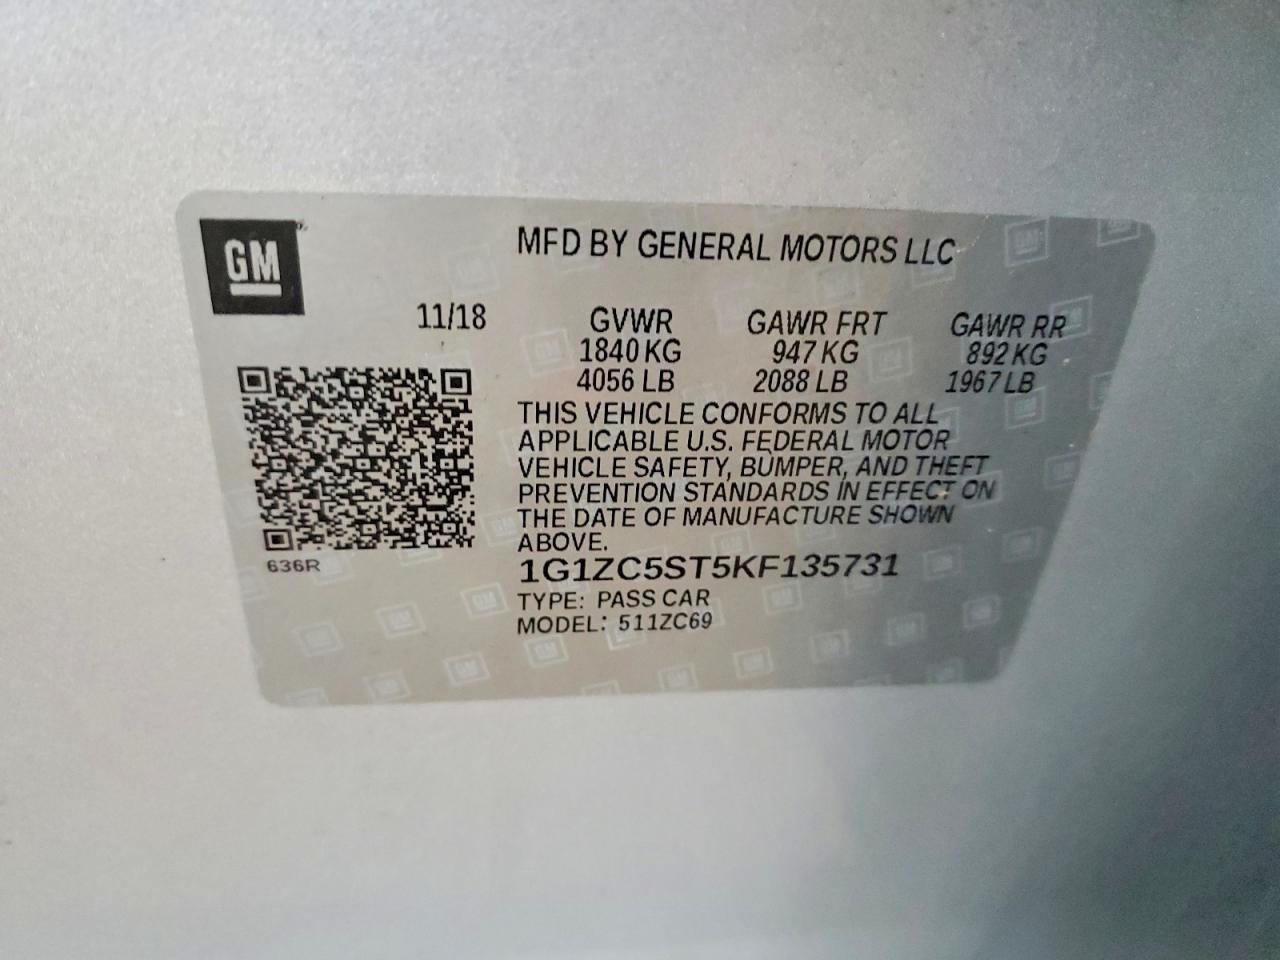 GM
MFD BY GENERAL MOTORS LLC
11/18 GVWR GAWR FRT GAWR RR
1840 KG 947 KG 892 KG
4056 LB 2088 LB 1967 LB
THIS VEHICLE CONFORMS TO ALL
APPLICABLE U.S. FEDERAL MOTOR
VEHICLE SAFETY, BUMPER, AND THEFT
PREVENTION STANDARDS IN EFFECT ON
THE DATE OF MANUFACTURE SHOWN
ABOVE.
636R
1G1ZC5ST5KF135731
TYPE: PASS CAR
MODEL: 511ZC69